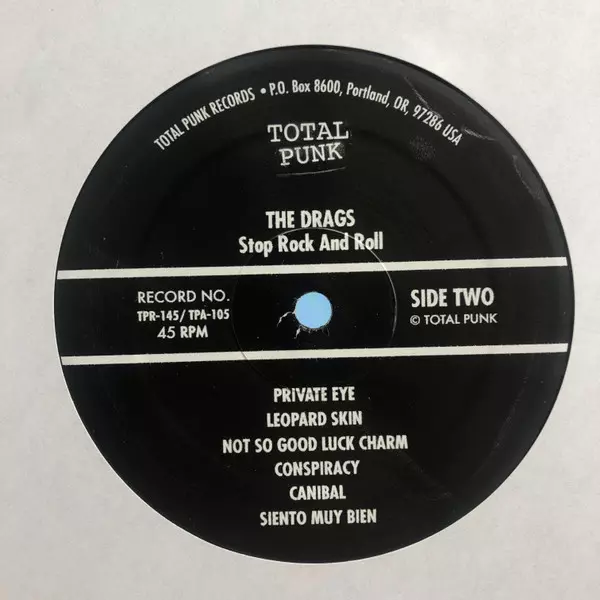 TOTAL PUNK RECORDS • P.O. Box 8600, Portland, OR, 97286 USA
TOTAL
PUNK
THE DRAGS
Stop Rock And Roll
RECORD NO.
TPR-145/ TPA-105
45 RPM
SIDE TWO
© TOTAL PUNK
PRIVATE EYE
LEOPARD SKIN
NOT SO GOOD LUCK CHARM
CONSPIRACY
CANIBAL
SIENTO MUY BIEN